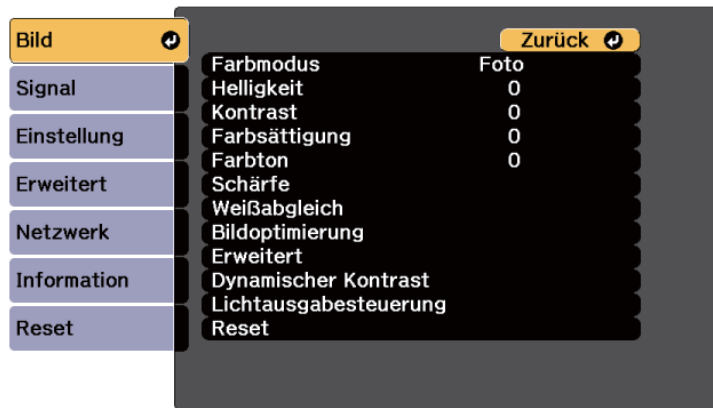 Bild
Signal
Einstellung
Erweitert
Netzwerk
Information
Reset
Zurück
Farbmodus Foto
Helligkeit 0
Kontrast 0
Farbsättigung 0
Farbton 0
Schärfe
Weißabgleich
Bildoptimierung
Erweitert
Dynamischer Kontrast
Lichtausgabesteuerung
Reset